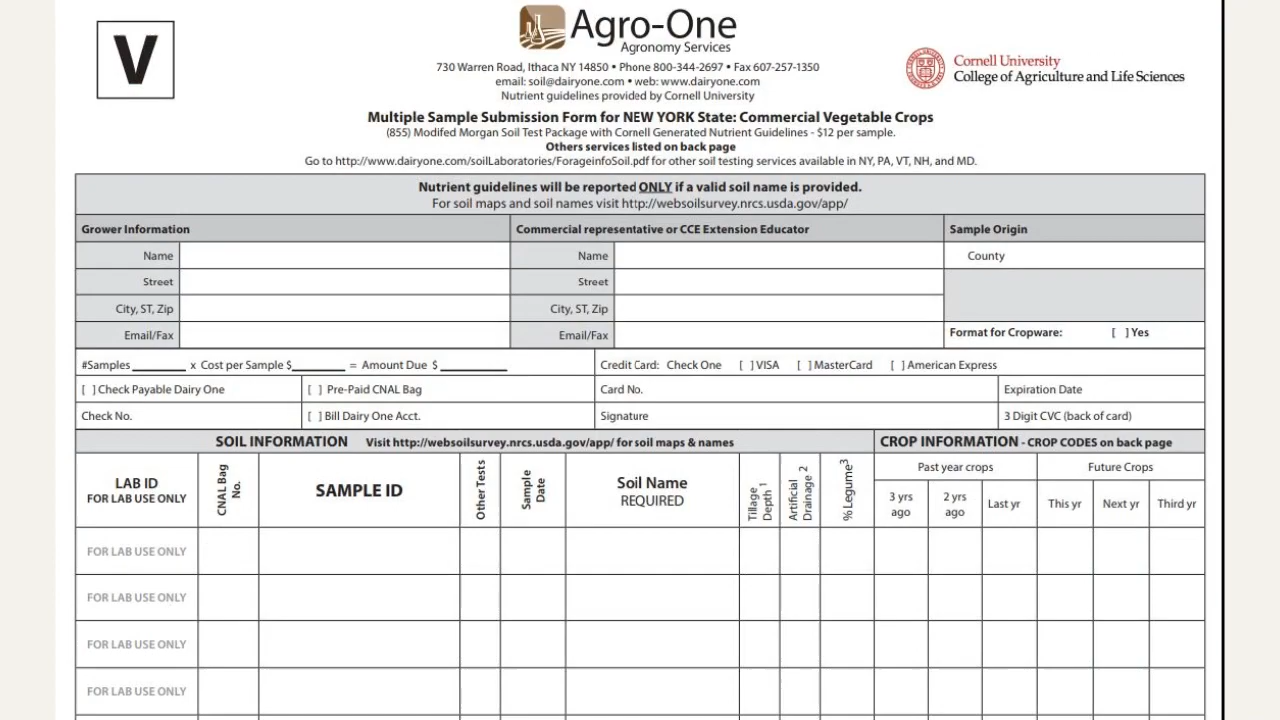 V
Agro-One
Agronomy Services
730 Warren Road, Ithaca NY 14850 • Phone 800-344-2697 • Fax 607-257-1350
email: soil@dairyone.com • web: www.dairyone.com
Nutrient guidelines provided by Cornell University
Cornell University
College of Agriculture and Life Sciences
Multiple Sample Submission Form for NEW YORK State: Commercial Vegetable Crops
(855) Modifed Morgan Soil Test Package with Cornell Generated Nutrient Guidelines - $12 per sample.
Others services listed on back page
Go to http://www.dairyone.com/soilLaboratories/ForageinfoSoil.pdf for other soil testing services available in NY, PA, VT, NH, and MD.
Nutrient guidelines will be reported ONLY if a valid soil name is provided.
For soil maps and soil names visit http://websoilsurvey.nrcs.usda.gov/app/
Grower Information Commercial representative or CCE Extension Educator Sample Origin
Name Name County
Street Street
City, ST, Zip City, ST, Zip
Email/Fax Email/Fax Format for Cropware: [ ] Yes
#Samples ________ x Cost per Sample $________ = Amount Due $ __________ Credit Card: Check One [ ] VISA [ ] MasterCard [ ] American Express
[ ] Check Payable Dairy One [ ] Pre-Paid CNAL Bag Card No. Expiration Date
Check No. [ ] Bill Dairy One Acct. Signature 3 Digit CVC (back of card)
SOIL INFORMATION Visit http://websoilsurvey.nrcs.usda.gov/app/ for soil maps & names CROP INFORMATION - CROP CODES on back page
LAB ID
FOR LAB USE ONLY
CNAL Bag
No.
SAMPLE ID
Other Tests
Sample
Date
Soil Name
REQUIRED
Tillage
Depth 1
Artificial
Drainage 2
% Legume3
Past year crops Future Crops
3 yrs
ago
2 yrs
ago
Last yr This yr Next yr Third yr
FOR LAB USE ONLY
FOR LAB USE ONLY
FOR LAB USE ONLY
FOR LAB USE ONLY